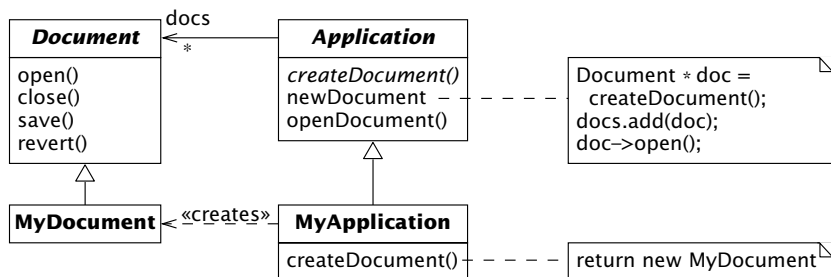 docs
*
Document
open()
close()
save()
revert()
Application
createDocument()
newDocument
openDocument()
Document * doc =
createDocument();
docs.add(doc);
doc->open();
MyDocument
«creates»
MyApplication
createDocument()
return new MyDocument